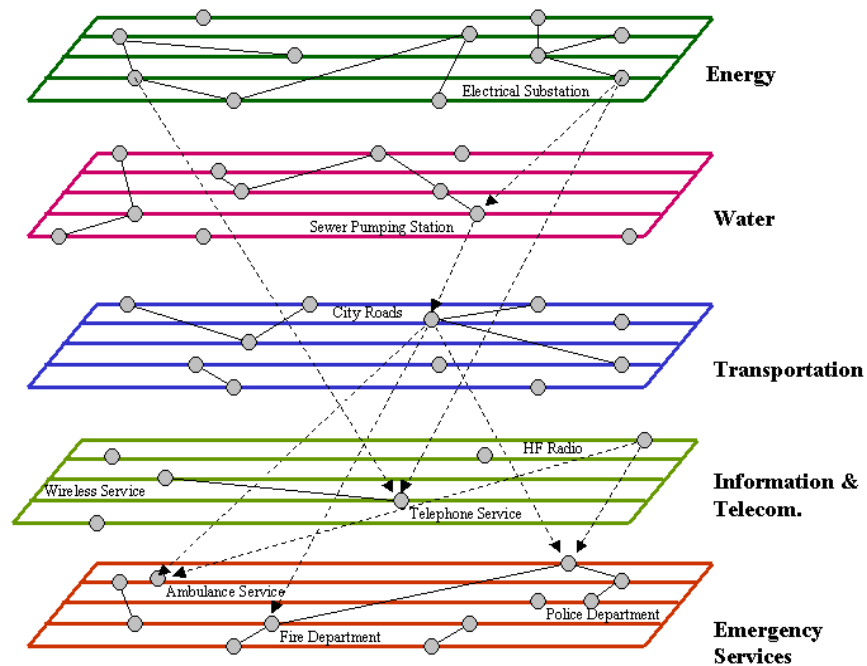 Energy
Electrical Substation
Water
Sewer Pumping Station
City Roads
Transportation
HF Radio
Information &
Telecom.
Wireless Service
Telephone Service
Ambulance Service
Police Department
Fire Department
Emergency
Services